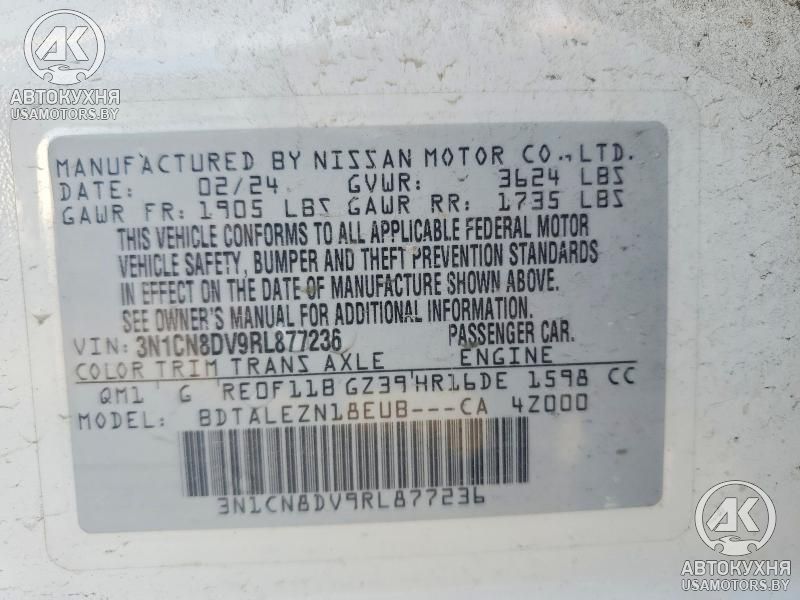 АК
АВТОКУХНЯ
USAMOTORS.BY
MANUFACTURED BY NISSAN MOTOR CO.,LTD.
DATE: 02/24 GVWR: 3624 LBS
GAWR FR: 1905 LBS GAWR RR: 1735 LBS
THIS VEHICLE CONFORMS TO ALL APPLICABLE FEDERAL MOTOR
VEHICLE SAFETY, BUMPER AND THEFT PREVENTION STANDARDS
IN EFFECT ON THE DATE OF MANUFACTURE SHOWN ABOVE.
SEE OWNER'S MANUAL FOR ADDITIONAL INFORMATION.
VIN: 3N1CN8DV9RL877236 PASSENGER CAR.
COLOR TRIM TRANS AXLE ENGINE
QM1 G RE0F11B GZ39 HR16DE 1598 CC
MODEL: BDTALEZN18EUB---CA 4Z000
3N1CN8DV9RL877236
АК
АВТОКУХНЯ
USAMOTORS.BY